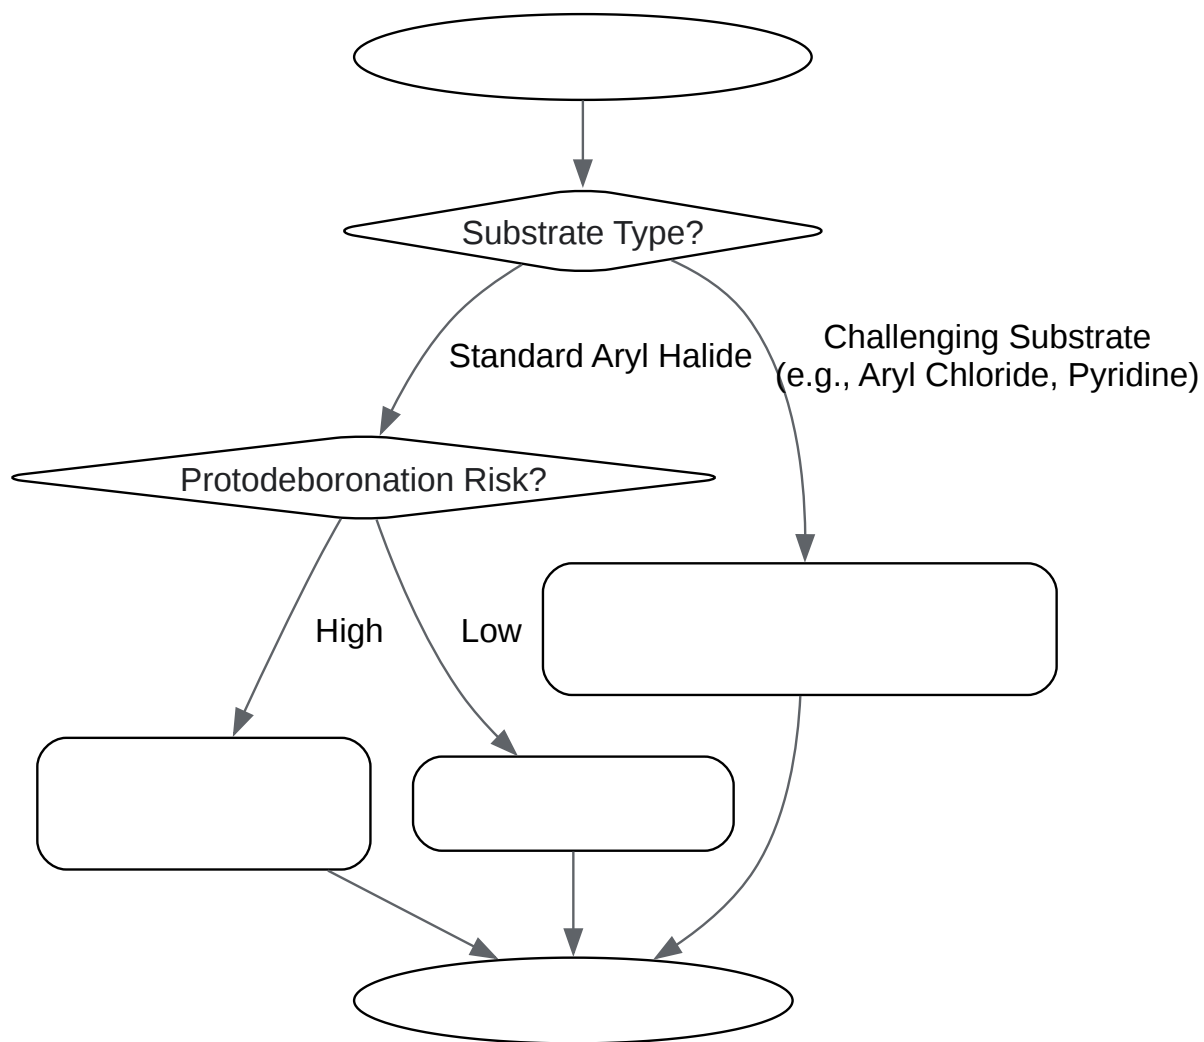 Substrate Type?
Standard Aryl Halide
Challenging Substrate
(e.g., Aryl Chloride, Pyridine)
Protodeboronation Risk?
High
Low